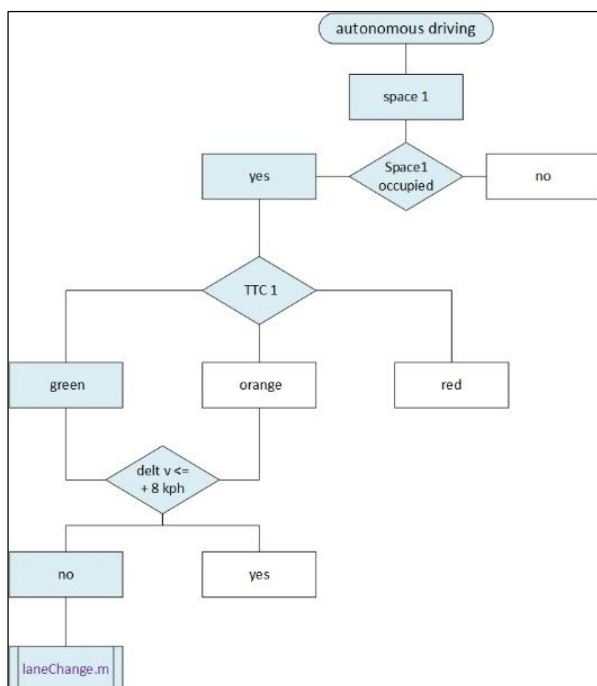 autonomous driving
space 1
Space1
occupied
yes
no
TTC 1
green
orange
red
delt v <=
+ 8 kph
no
yes
laneChange.m